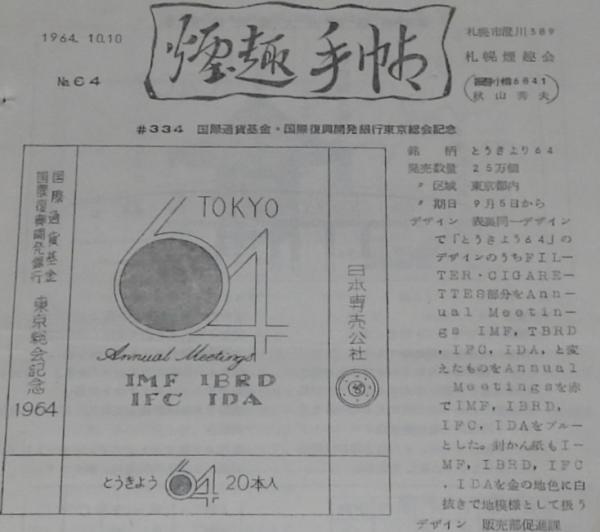 1964.10.10
№64
煙趣手帖
札幌市澄川389
札幌煙趣会
秋山秀夫
#334 国際通貨基金・国際復興開発銀行東京総会記念
国際通貨基金
国際復興開発銀行
東京総会記念
1964
TOKYO
64
Annual Meetings
IMF IBRD
IFC IDA
日本専売公社
とうきよう 64 20本入
銘柄 とうきよう64
発売数量 25万個
〃区域 東京都内
〃期日 9月5日から
デザイン 表裏同一デザイン
で「とうきよう64」の
デザインのうちFIL-
TER・CIGARE-
TTES部分をAnn-
ual Meetin-
gs IMF, TBRD
, IFC, IDA, と変
えたものをAnnual
Meetingsを赤
でIMF, IBRD,
IFC, IDAをブルー
とした。封かん紙もI-
MF, IBRD, IFC
, IDAを金の地色に白
抜きで地模様として扱う
デザイン 販売部促進課